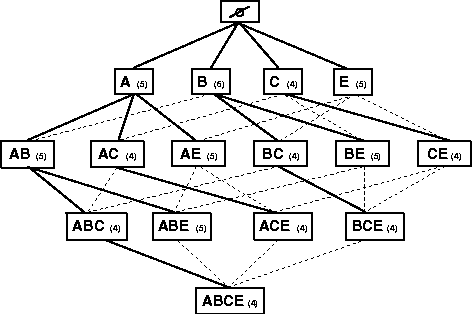 ø
A (5) B (6) C (4) E (5)
AB (5) AC (4) AE (5) BC (4) BE (5) CE (4)
ABC (4) ABE (5) ACE (4) BCE (4)
ABCE (4)